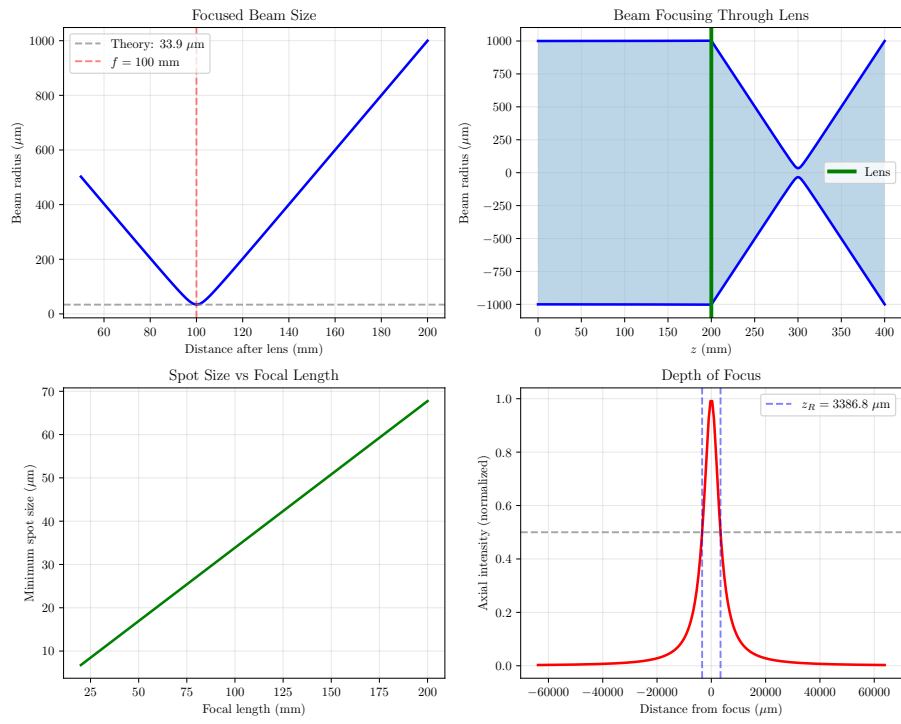 Focused Beam Size
Beam radius (μm)
1000
800
600
400
200
0
Theory: 33.9 μm
f = 100 mm
60 80 100 120 140 160 180 200
Distance after lens (mm)
Beam Focusing Through Lens
Beam radius (μm)
1000
750
500
250
0
−250
−500
−750
−1000
Lens
0 50 100 150 200 250 300 350 400
z (mm)
Spot Size vs Focal Length
Minimum spot size (μm)
70
60
50
40
30
20
10
25 50 75 100 125 150 175 200
Focal length (mm)
Depth of Focus
Axial intensity (normalized)
1.0
0.8
0.6
0.4
0.2
0.0
z_R = 3386.8 μm
−60000 −40000 −20000 0 20000 40000 60000
Distance from focus (μm)